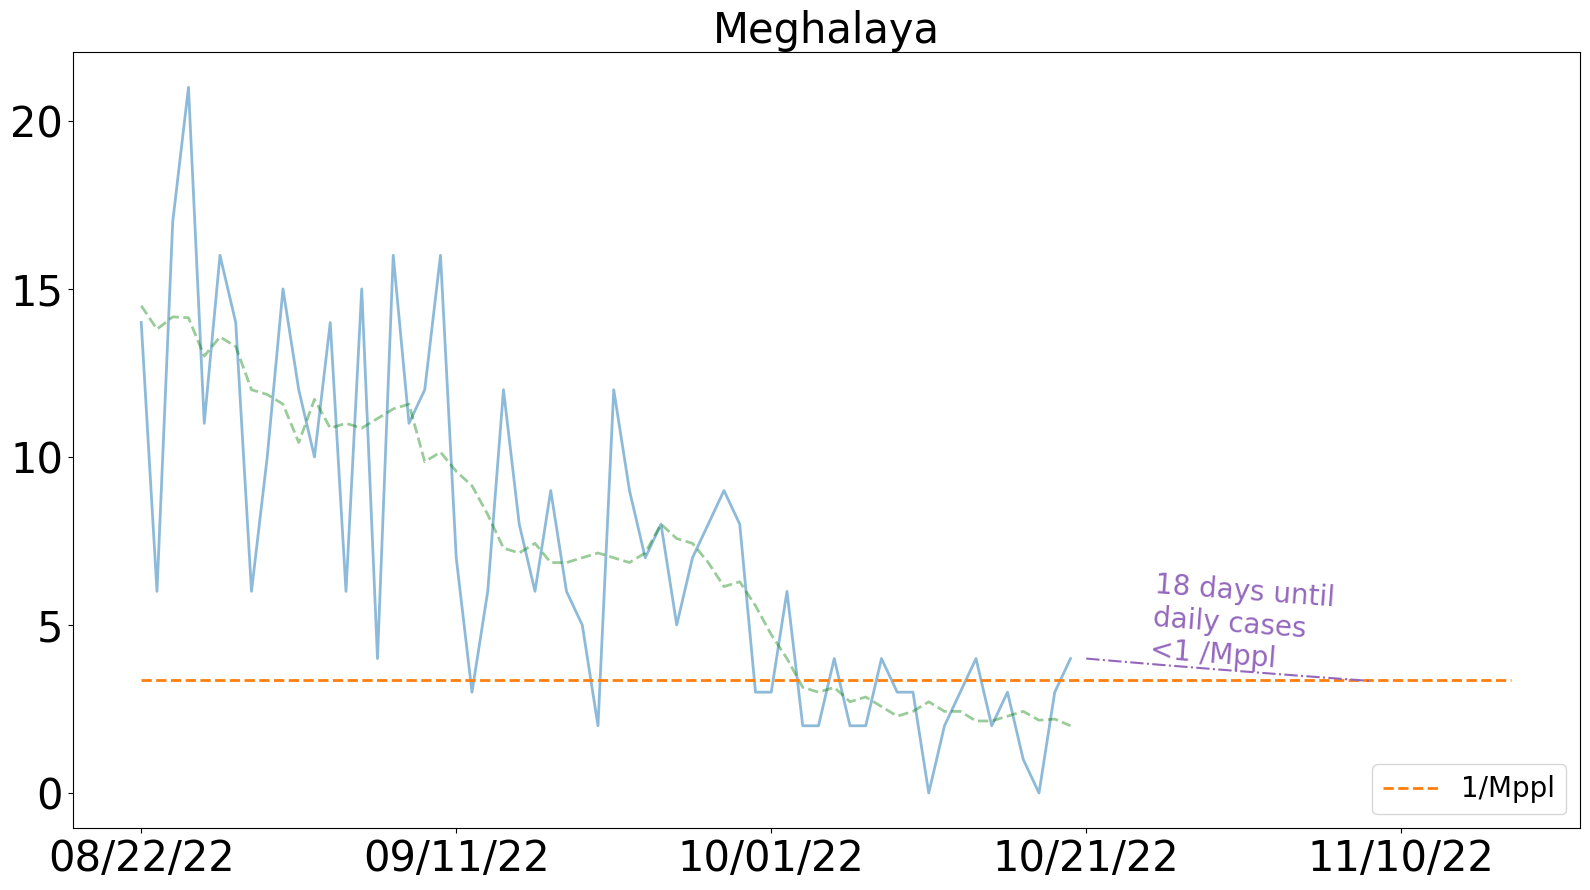 Meghalaya
20
15
10
5
0
18 days until
daily cases
<1 /Mppl
1/Mppl
08/22/22
09/11/22
10/01/22
10/21/22
11/10/22